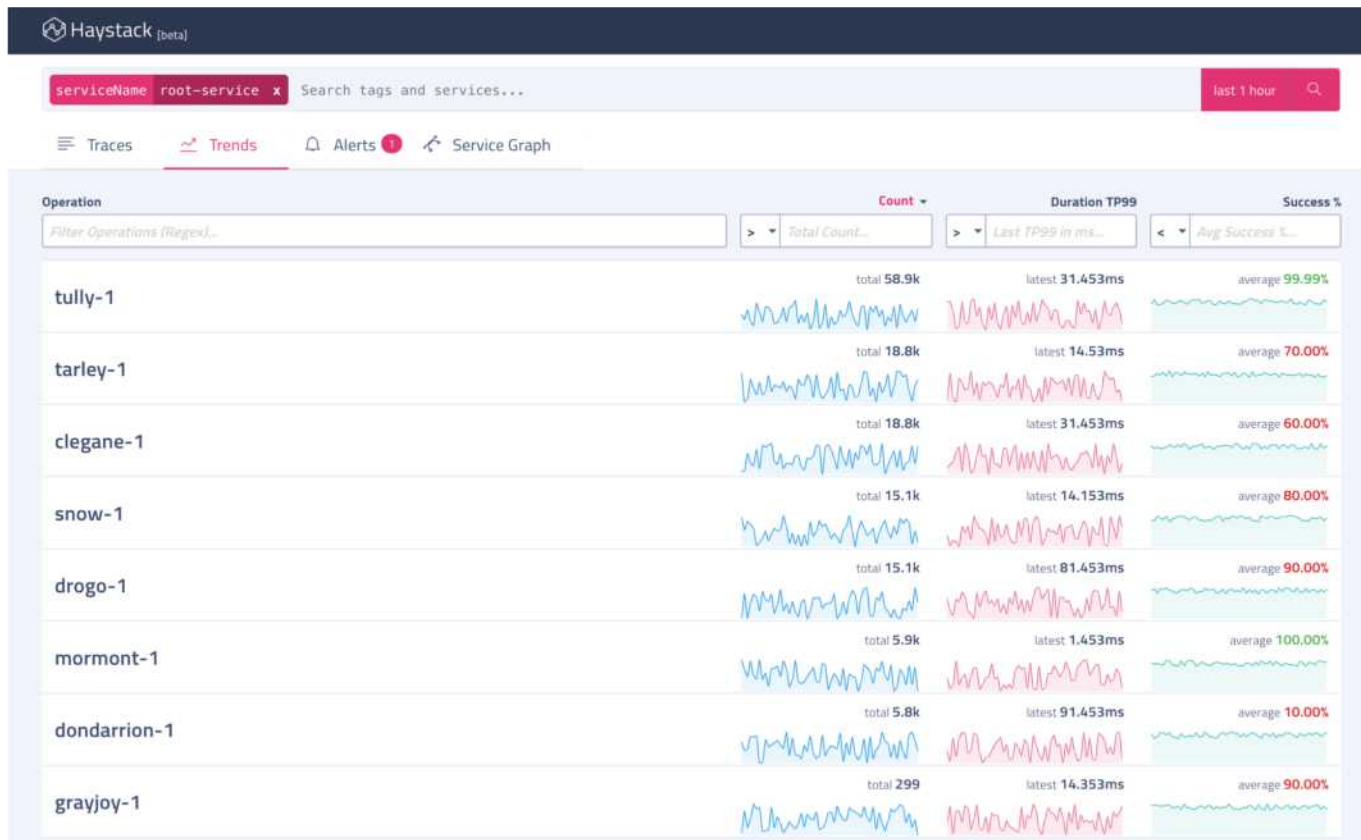 Haystack [beta]
serviceName root-service x Search tags and services... last 1 hour
Traces Trends Alerts 1 Service Graph
Operation Count Duration TP99 Success %
Filter Operations (Regex)... > Total Count... > Last TP99 in ms... < Avg Success %...
tully-1 total 58.9k latest 31.453ms average 99.99%
tarley-1 total 18.8k latest 14.53ms average 70.00%
clegane-1 total 18.8k latest 31.453ms average 60.00%
snow-1 total 15.1k latest 14.153ms average 80.00%
drogo-1 total 15.1k latest 81.453ms average 90.00%
mormont-1 total 5.9k latest 1.453ms average 100.00%
dondarrion-1 total 5.8k latest 91.453ms average 10.00%
grayjoy-1 total 299 latest 14.353ms average 90.00%